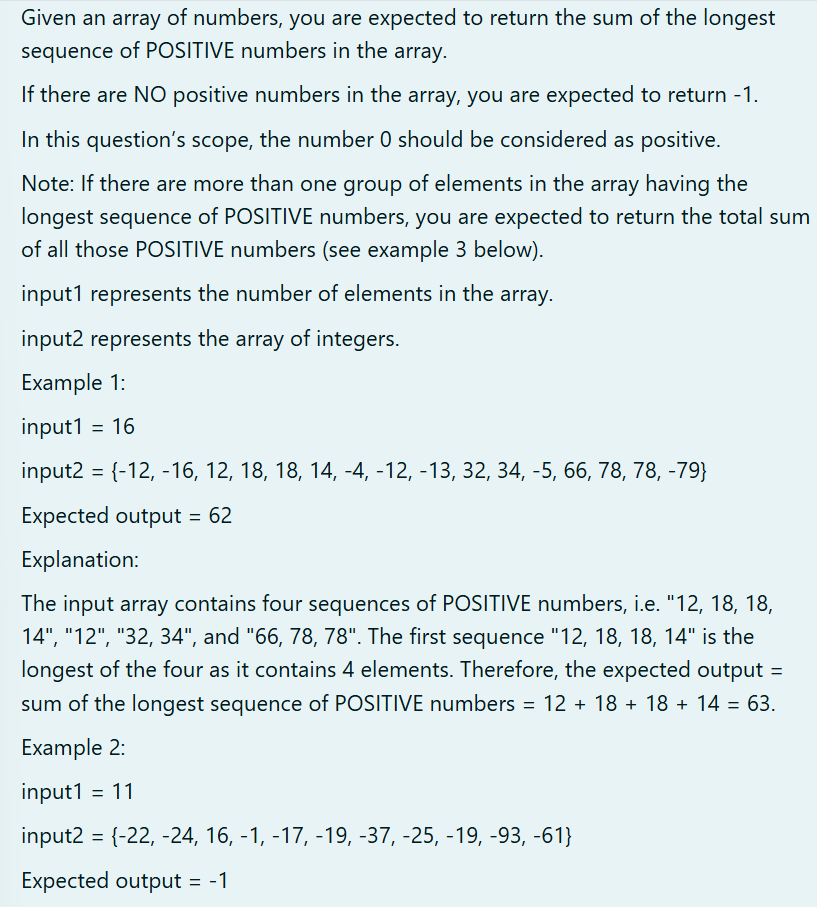 Given an array of numbers, you are expected to return the sum of the longest
sequence of POSITIVE numbers in the array.
If there are NO positive numbers in the array, you are expected to return -1.
In this question's scope, the number 0 should be considered as positive.
Note: If there are more than one group of elements in the array having the
longest sequence of POSITIVE numbers, you are expected to return the total sum
of all those POSITIVE numbers (see example 3 below).
input1 represents the number of elements in the array.
input2 represents the array of integers.
Example 1:
input1 = 16
input2 = {-12, -16, 12, 18, 18, 14, -4, -12, -13, 32, 34, -5, 66, 78, 78, -79}
Expected output = 62
Explanation:
The input array contains four sequences of POSITIVE numbers, i.e. "12, 18, 18,
14", "12", "32, 34", and "66, 78, 78". The first sequence "12, 18, 18, 14" is the
longest of the four as it contains 4 elements. Therefore, the expected output =
sum of the longest sequence of POSITIVE numbers = 12 + 18 + 18 + 14 = 63.
Example 2:
input1 = 11
input2 = {-22, -24, 16, -1, -17, -19, -37, -25, -19, -93, -61}
Expected output = -1